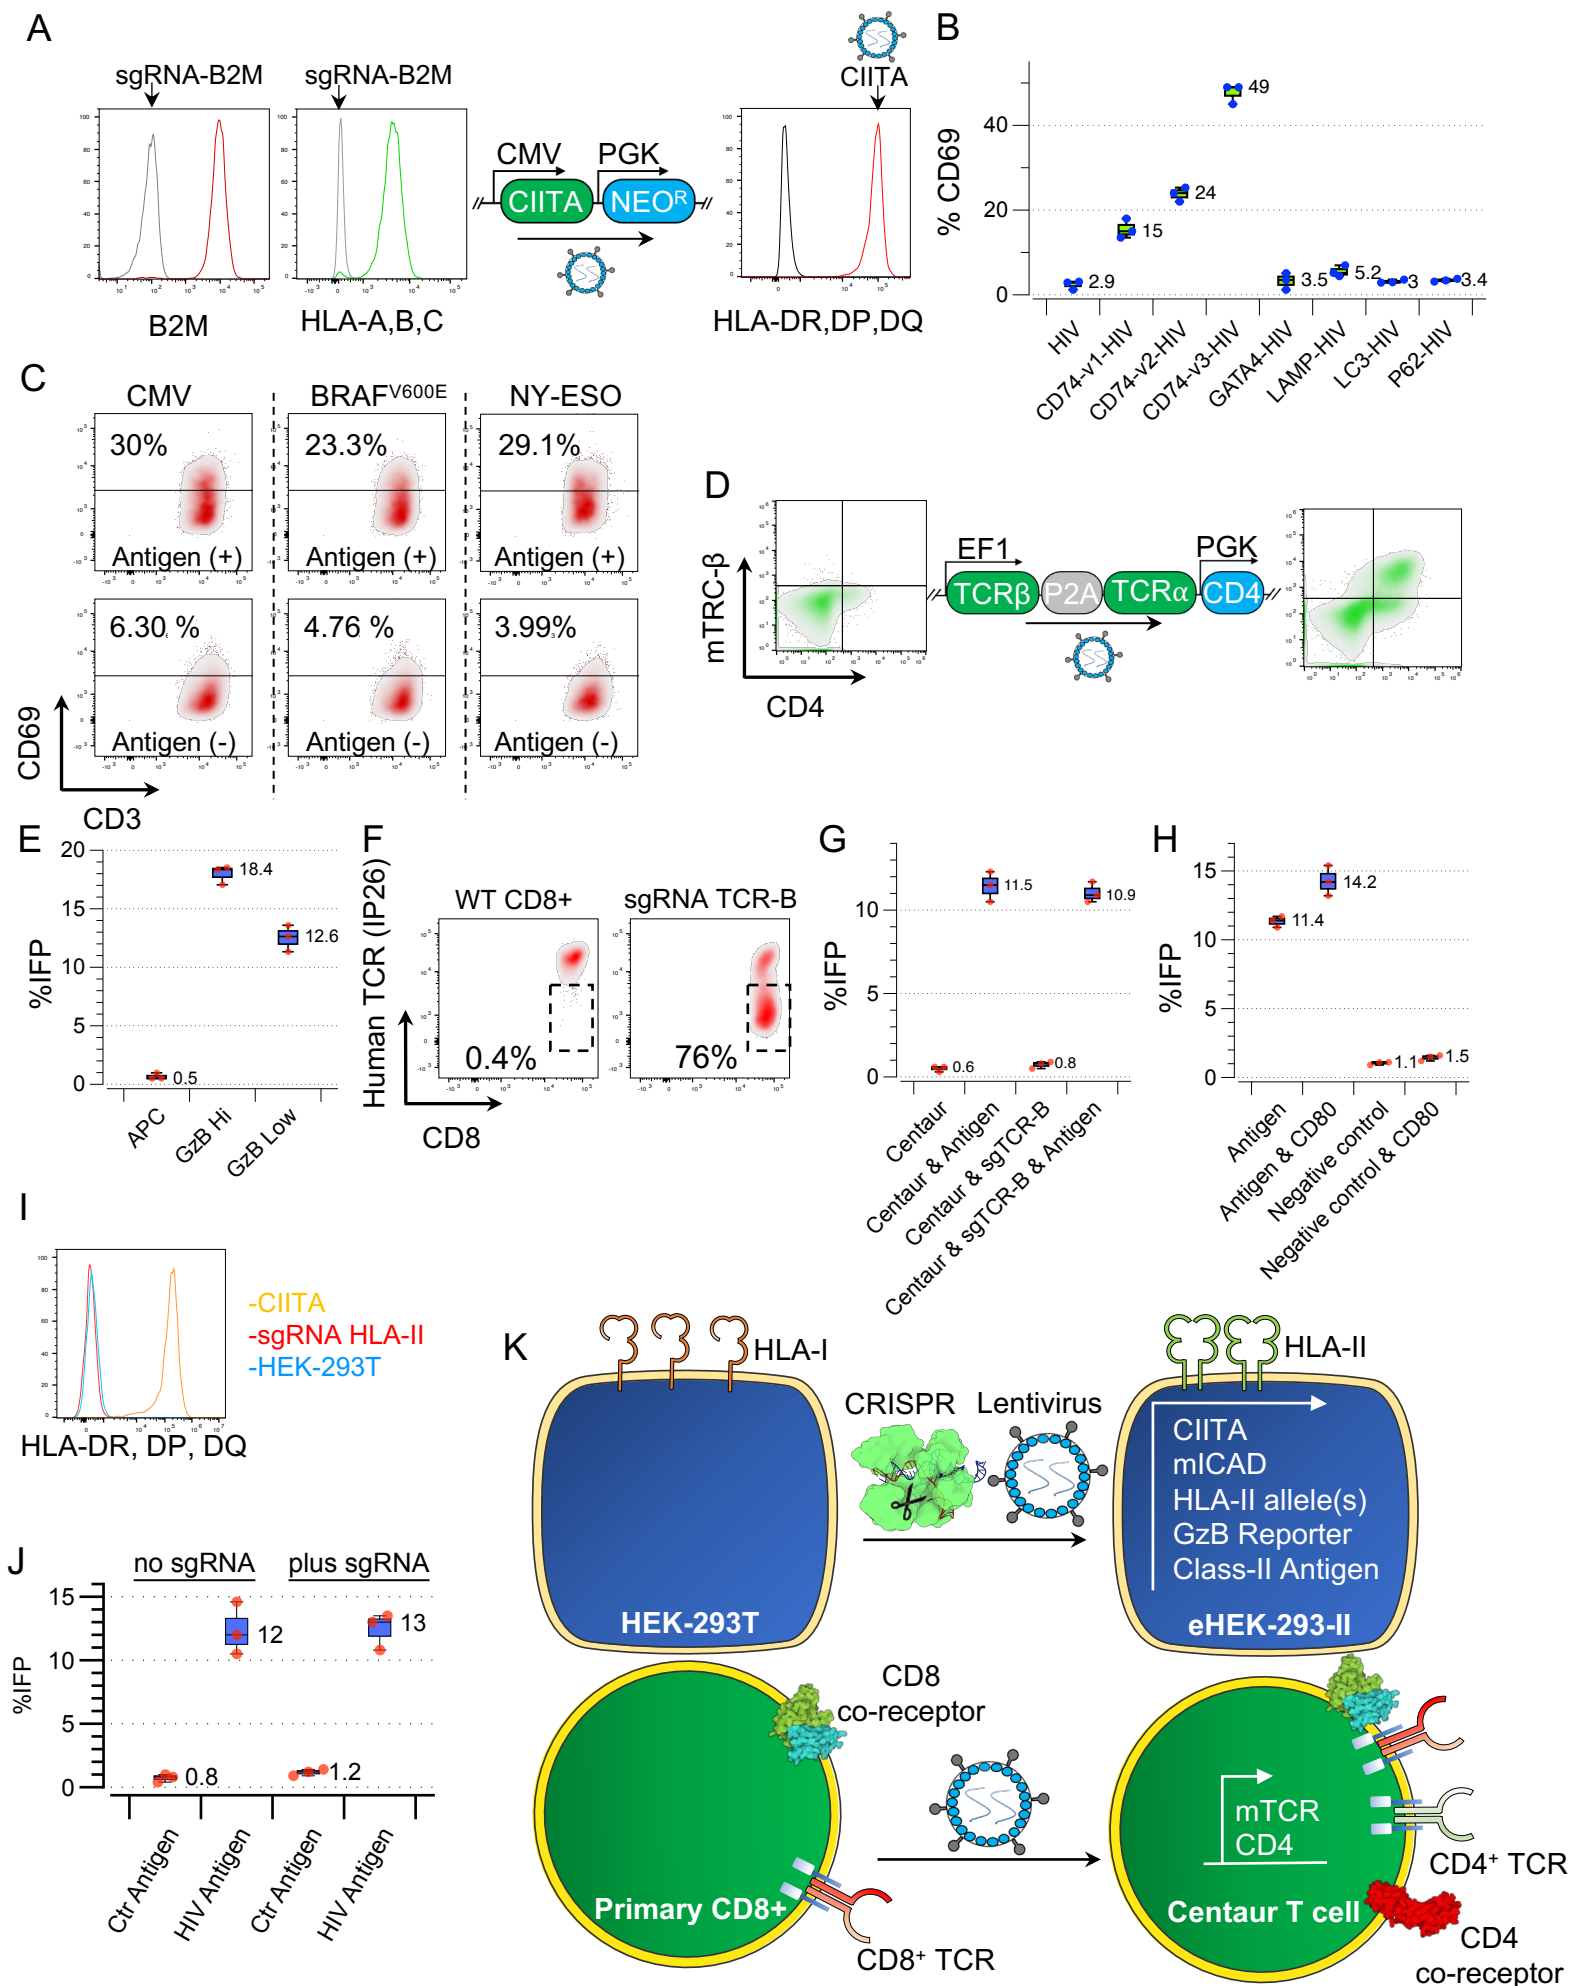 A
sgRNA-B2M
sgRNA-B2M
CIITA
B2M
HLA-A,B,C
CMV
PGK
CIITA
NEOᴿ
HLA-DR,DP,DQ
B
% CD69
40
20
0
2.9
15
24
49
3.5
5.2
3
3.4
HIV
CD74-v1-HIV
CD74-v2-HIV
CD74-v3-HIV
GATA4-HIV
LAMP-HIV
LC3-HIV
P62-HIV
C
CMV
BRAFⱽ⁶⁰⁰ᴱ
NY-ESO
30%
23.3%
29.1%
Antigen (+)
Antigen (+)
Antigen (+)
6.30 %
4.76 %
3.99%
Antigen (-)
Antigen (-)
Antigen (-)
CD69
CD3
D
mTRC-β
CD4
EF1
PGK
TCRβ
P2A
TCRα
CD4
E
%IFP
20
15
10
5
0
0.5
18.4
12.6
APC
GzB Hi
GzB Low
F
Human TCR (IP26)
WT CD8+
sgRNA TCR-B
0.4%
76%
CD8
G
%IFP
10
5
0
0.6
11.5
0.8
10.9
Centaur
Centaur & Antigen
Centaur & sgTCR-B
Centaur & sgTCR-B & Antigen
H
%IFP
15
10
5
0
11.4
14.2
1.1
1.5
Antigen
Antigen & CD80
Negative control
Negative control & CD80
I
-CIITA
-sgRNA HLA-II
-HEK-293T
HLA-DR, DP, DQ
J
no sgRNA
plus sgRNA
%IFP
15
10
5
0
0.8
12
1.2
13
Ctr Antigen
HIV Antigen
Ctr Antigen
HIV Antigen
K
HLA-I
HLA-II
CRISPR
Lentivirus
CIITA
mICAD
HLA-II allele(s)
GzB Reporter
Class-II Antigen
HEK-293T
eHEK-293-II
CD8
co-receptor
mTCR
CD4
Primary CD8+
Centaur T cell
CD8⁺ TCR
CD4⁺ TCR
CD4
co-receptor